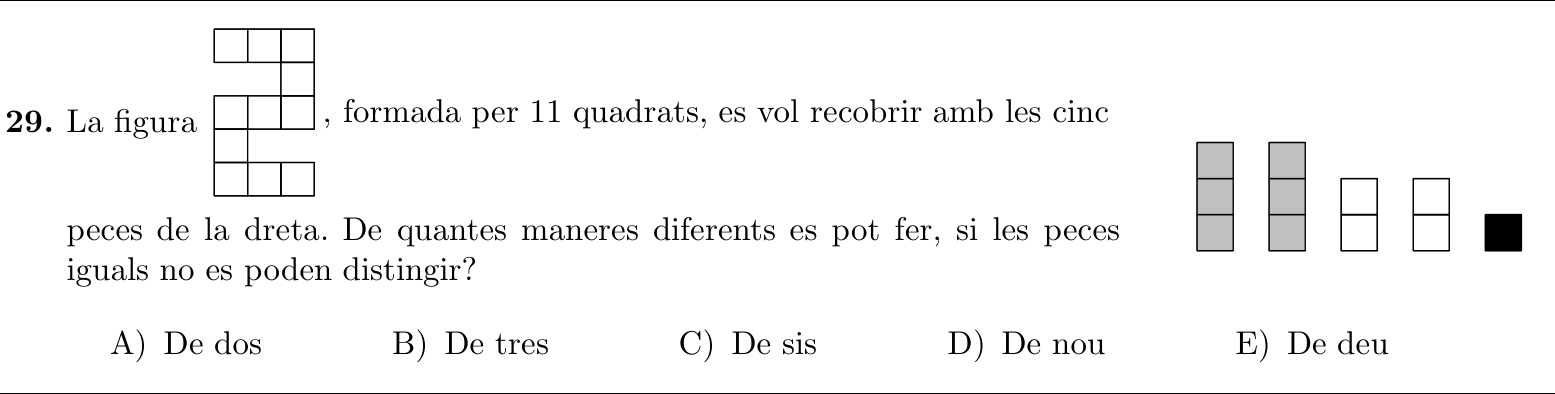 29. La figura , formada per 11 quadrats, es vol recobrir amb les cinc
peces de la dreta. De quantes maneres diferents es pot fer, si les peces
iguals no es poden distingir?
A) De dos B) De tres C) De sis D) De nou E) De deu